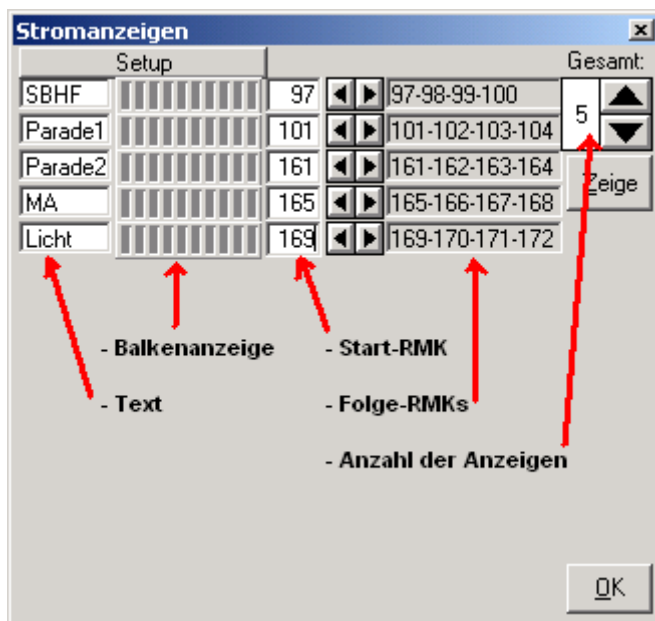 Stromanzeigen
Setup Gesamt:
SBHF 97 97-98-99-100 5
Parade1 101 101-102-103-104
Parade2 161 161-162-163-164 Zeige
MA 165 165-166-167-168
Licht 169 169-170-171-172
- Balkenanzeige - Start-RMK
- Text - Folge-RMKs
- Anzahl der Anzeigen
OK